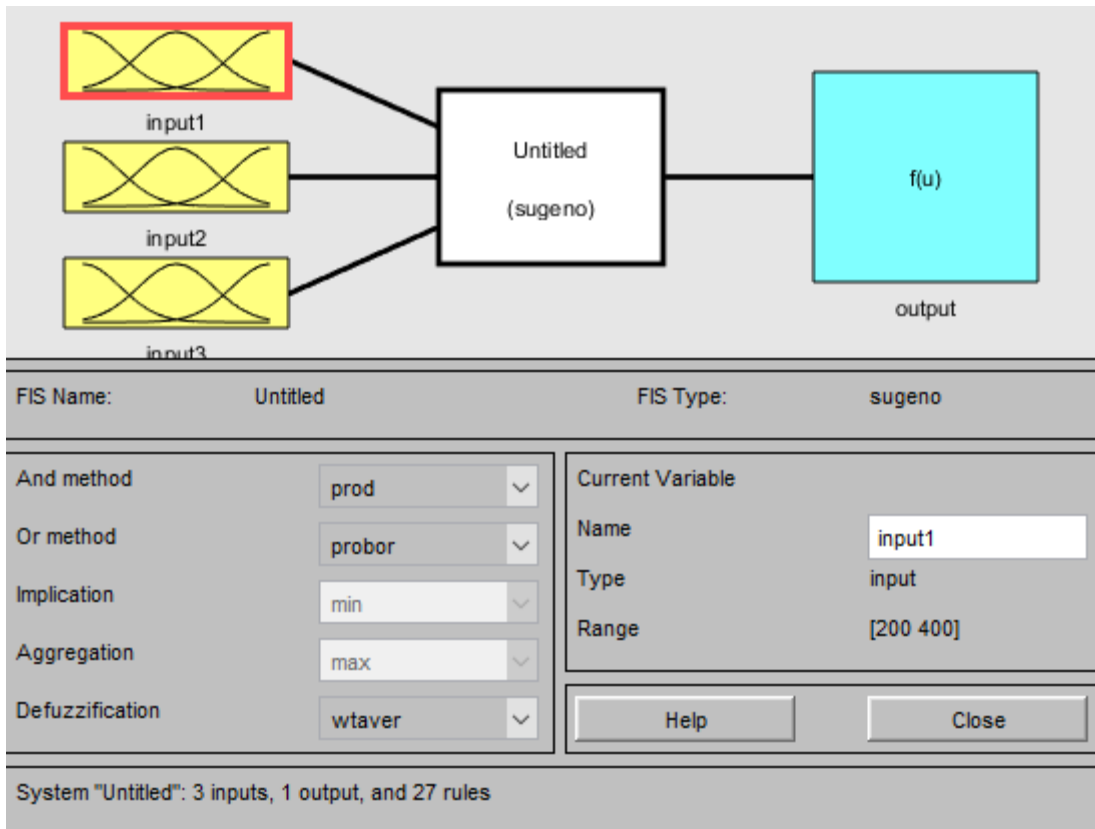 input1
input2
input3
Untitled
(sugeno)
f(u)
output
FIS Name: Untitled FIS Type: sugeno
And method prod
Or method probor
Implication min
Aggregation max
Defuzzification wtaver
Current Variable
Name input1
Type input
Range [200 400]
Help Close
System "Untitled": 3 inputs, 1 output, and 27 rules